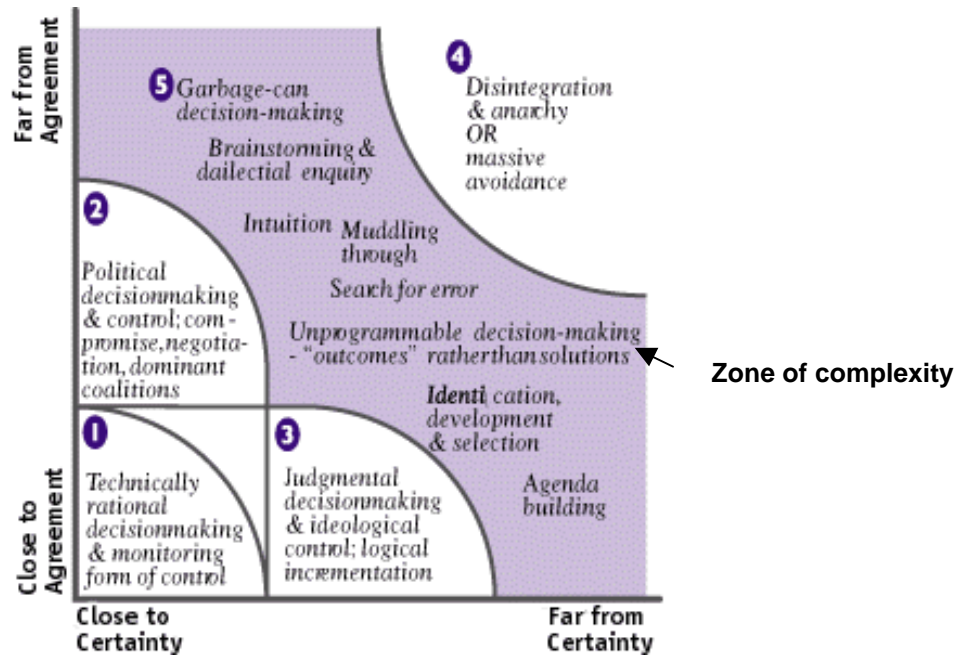 Far from
Agreement
5 Garbage-can
decision-making
Brainstorming &
dailectial enquiry
Intuition
Muddling
through
Search for error
Unprogrammable decision-making
- "outcomes" ratherthansolutions
Identi cation,
development
& selection
Agenda
building
4
Disintegration
& anarchy
OR
massive
avoidance
Zone of complexity
2
Political
decisionmaking
& control; com-
promise, negotia-
tion, dominant
coalitions
1
Technically
rational
decisionmaking
& monitoring
form of control
3
Judgmental
decisionmaking
& ideological
control; logical
incrementation
Close to
Agreement
Close to
Certainty
Far from
Certainty